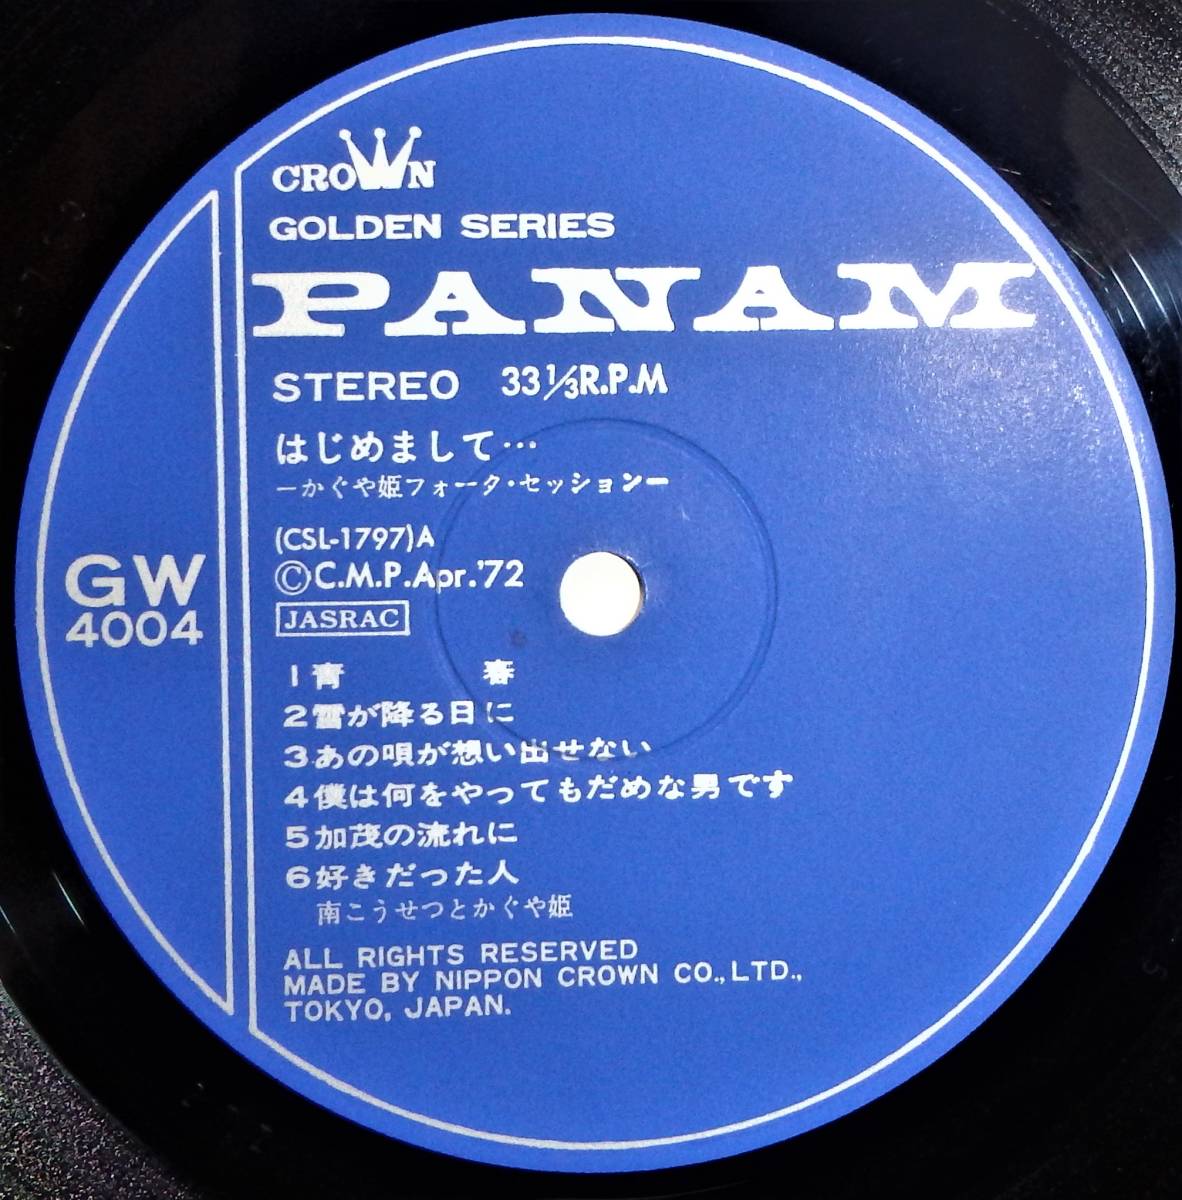 CROWN
GOLDEN SERIES
PANAM
STEREO 33 1/3 R.P.M
はじめまして…
―かぐや姫フォーク・セッション―
(CSL-1797)A
©C.M.P.Apr.'72
JASRAC
GW
4004
1 青 春
2 雪が降る日に
3 あの唄が想い出せない
4 僕は何をやってもだめな男です
5 加茂の流れに
6 好きだった人
南こうせつとかぐや姫
ALL RIGHTS RESERVED
MADE BY NIPPON CROWN CO., LTD.,
TOKYO, JAPAN.